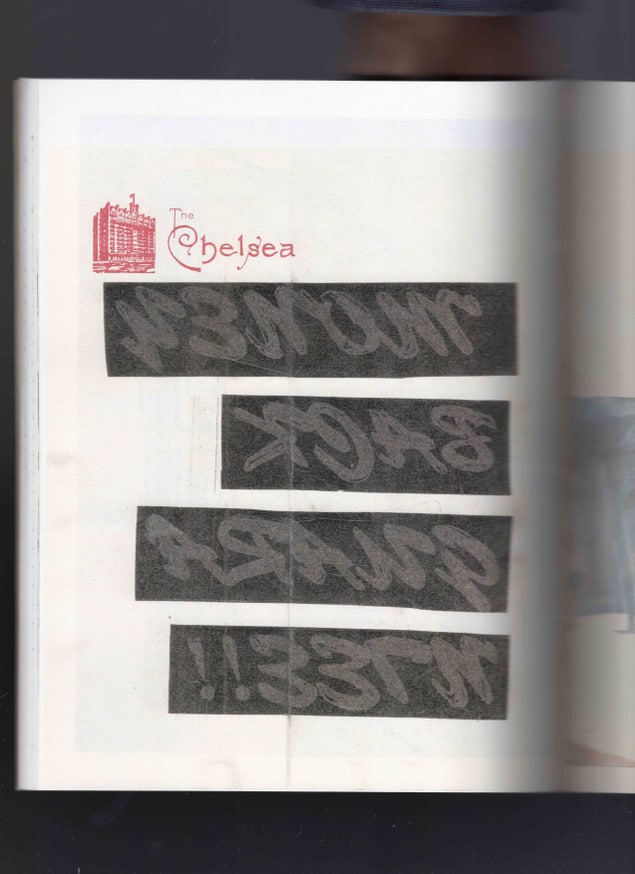 The
Chelsea
MONEY
BACK
GUARA
NTEE!!